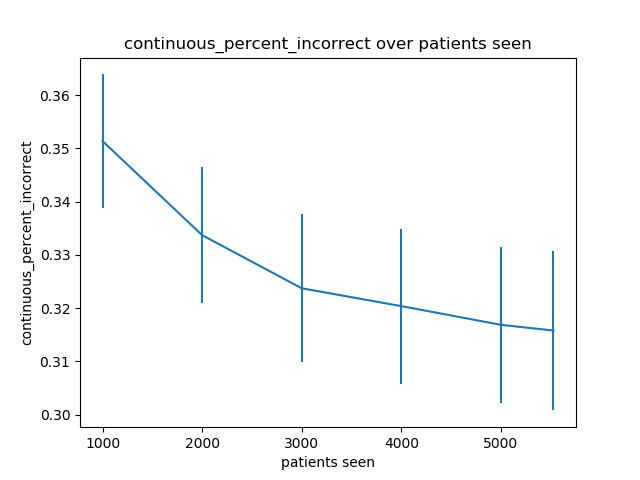 continuous_percent_incorrect over patients seen
continuous_percent_incorrect
0.36
0.35
0.34
0.33
0.32
0.31
0.30
1000 2000 3000 4000 5000
patients seen